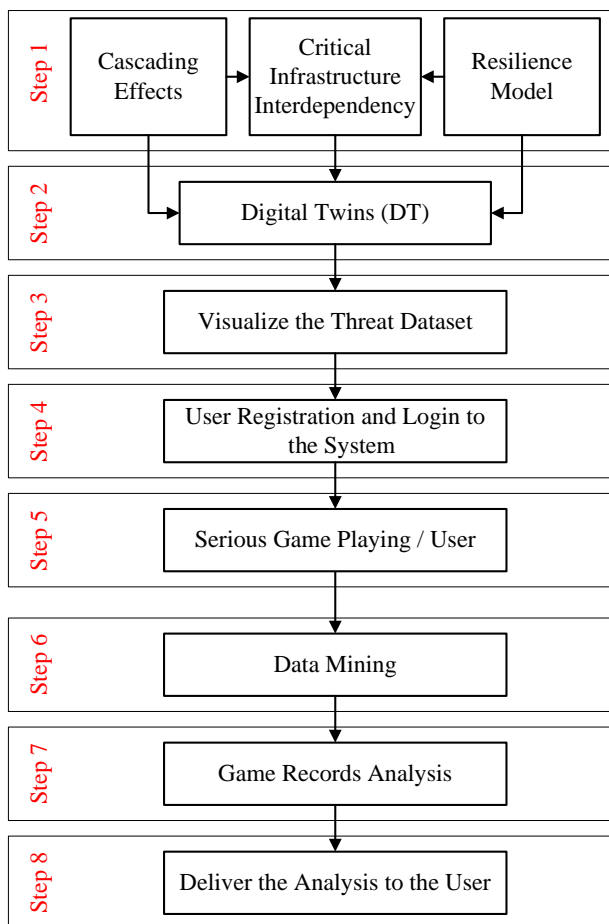 Step 1
Cascading
Effects
Critical
Infrastructure
Interdependency
Resilience
Model
Step 2
Digital Twins (DT)
Step 3
Visualize the Threat Dataset
Step 4
User Registration and Login to
the System
Step 5
Serious Game Playing / User
Step 6
Data Mining
Step 7
Game Records Analysis
Step 8
Deliver the Analysis to the User